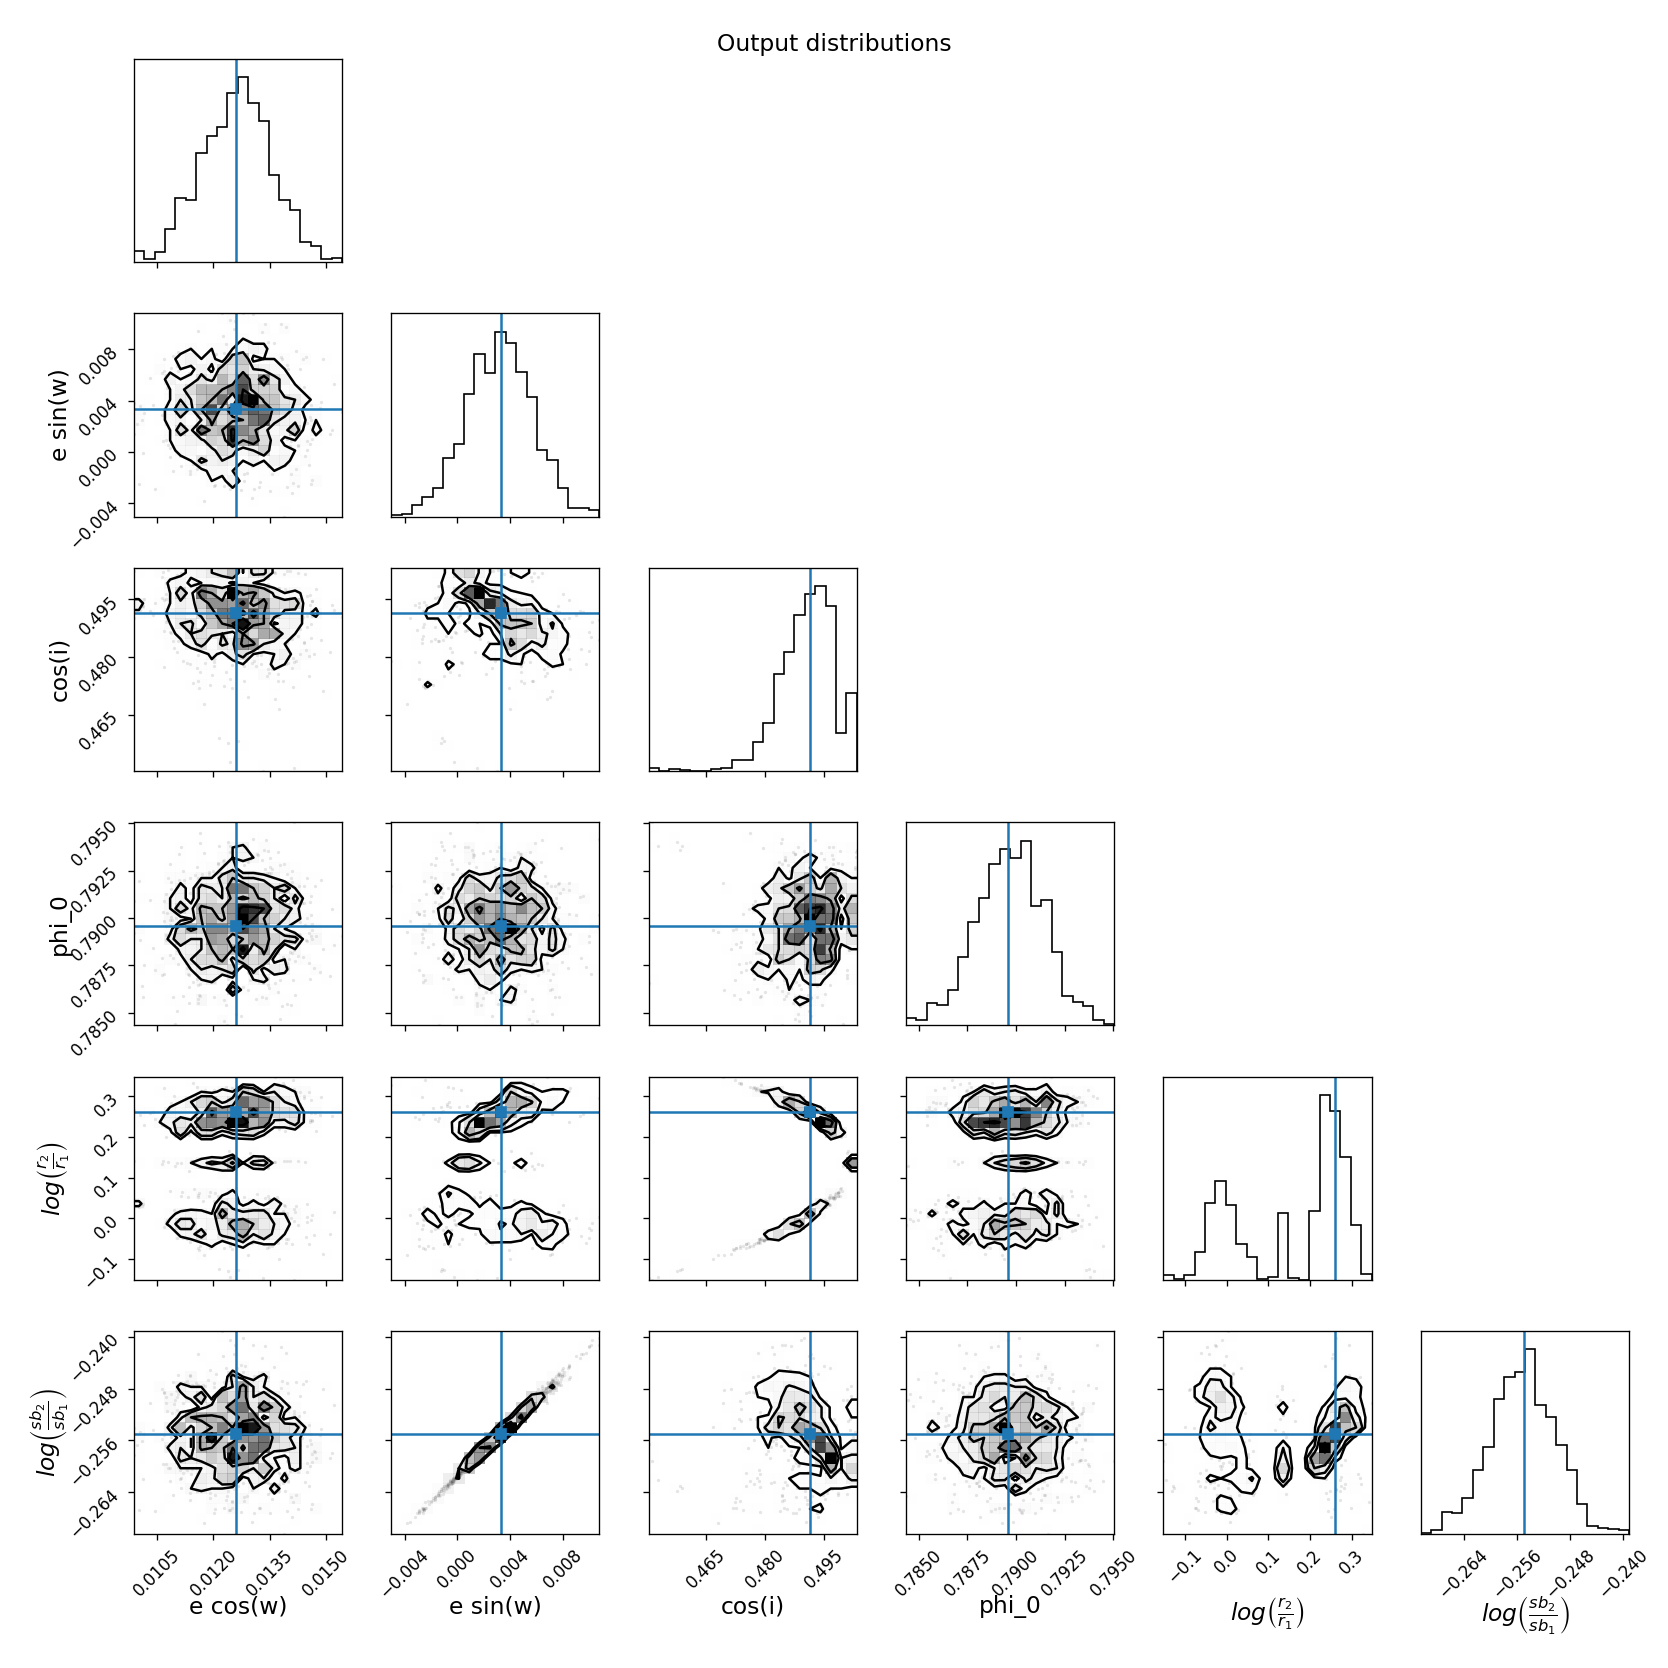 Output distributions
e sin(w)
0.008
0.004
0.000
−0.004
cos(i)
0.495
0.480
0.465
phi_0
0.7950
0.7925
0.7900
0.7875
0.7850
log(r2/r1)
0.3
0.2
0.1
0.0
−0.1
log(sb2/sb1)
−0.240
−0.248
−0.256
−0.264
0.0105 0.0120 0.0135 0.0150 −0.004 0.000 0.004 0.008 0.465 0.480 0.495 0.7850 0.7875 0.7900 0.7925 0.7950 −0.1 0.0 0.1 0.2 0.3 −0.264 −0.256 −0.248 −0.240
e cos(w) e sin(w) cos(i) phi_0 log(r2/r1) log(sb2/sb1)